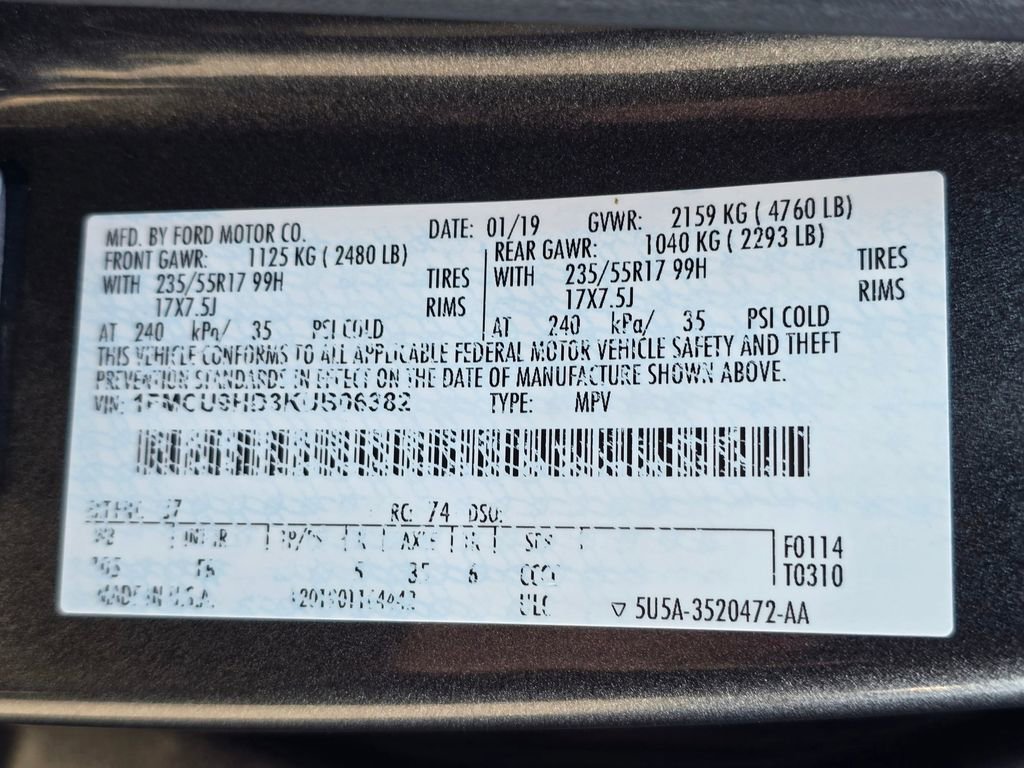 MFD. BY FORD MOTOR CO. DATE: 01/19 GVWR: 2159 KG ( 4760 LB)
FRONT GAWR: 1125 KG ( 2480 LB) REAR GAWR: 1040 KG ( 2293 LB)
WITH 235/55R17 99H TIRES WITH 235/55R17 99H TIRES
17X7.5J RIMS 17X7.5J RIMS
AT 240 kPa/ 35 PSI COLD AT 240 kPa/ 35 PSI COLD
THIS VEHICLE CONFORMS TO ALL APPLICABLE FEDERAL MOTOR VEHICLE SAFETY AND THEFT
PREVENTION STANDARDS IN EFFECT ON THE DATE OF MANUFACTURE SHOWN ABOVE.
VIN: TYPE: MPV
RC: 74 DSO:
AXLE
F0114
35 6 T0310
MADE IN U.S.A. ▽ 5U5A-3520472-AA